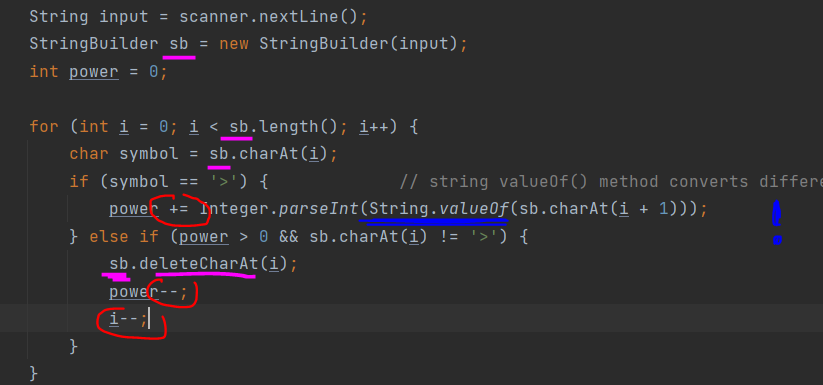 String input = scanner.nextLine();
StringBuilder sb = new StringBuilder(input);
int power = 0;
for (int i = 0; i < sb.length(); i++) {
char symbol = sb.charAt(i);
if (symbol == '>') { // string valueOf() method converts differe
power += Integer.parseInt(String.valueOf(sb.charAt(i + 1)));
} else if (power > 0 && sb.charAt(i) != '>') {
sb.deleteCharAt(i);
power--;
i--;
}
}